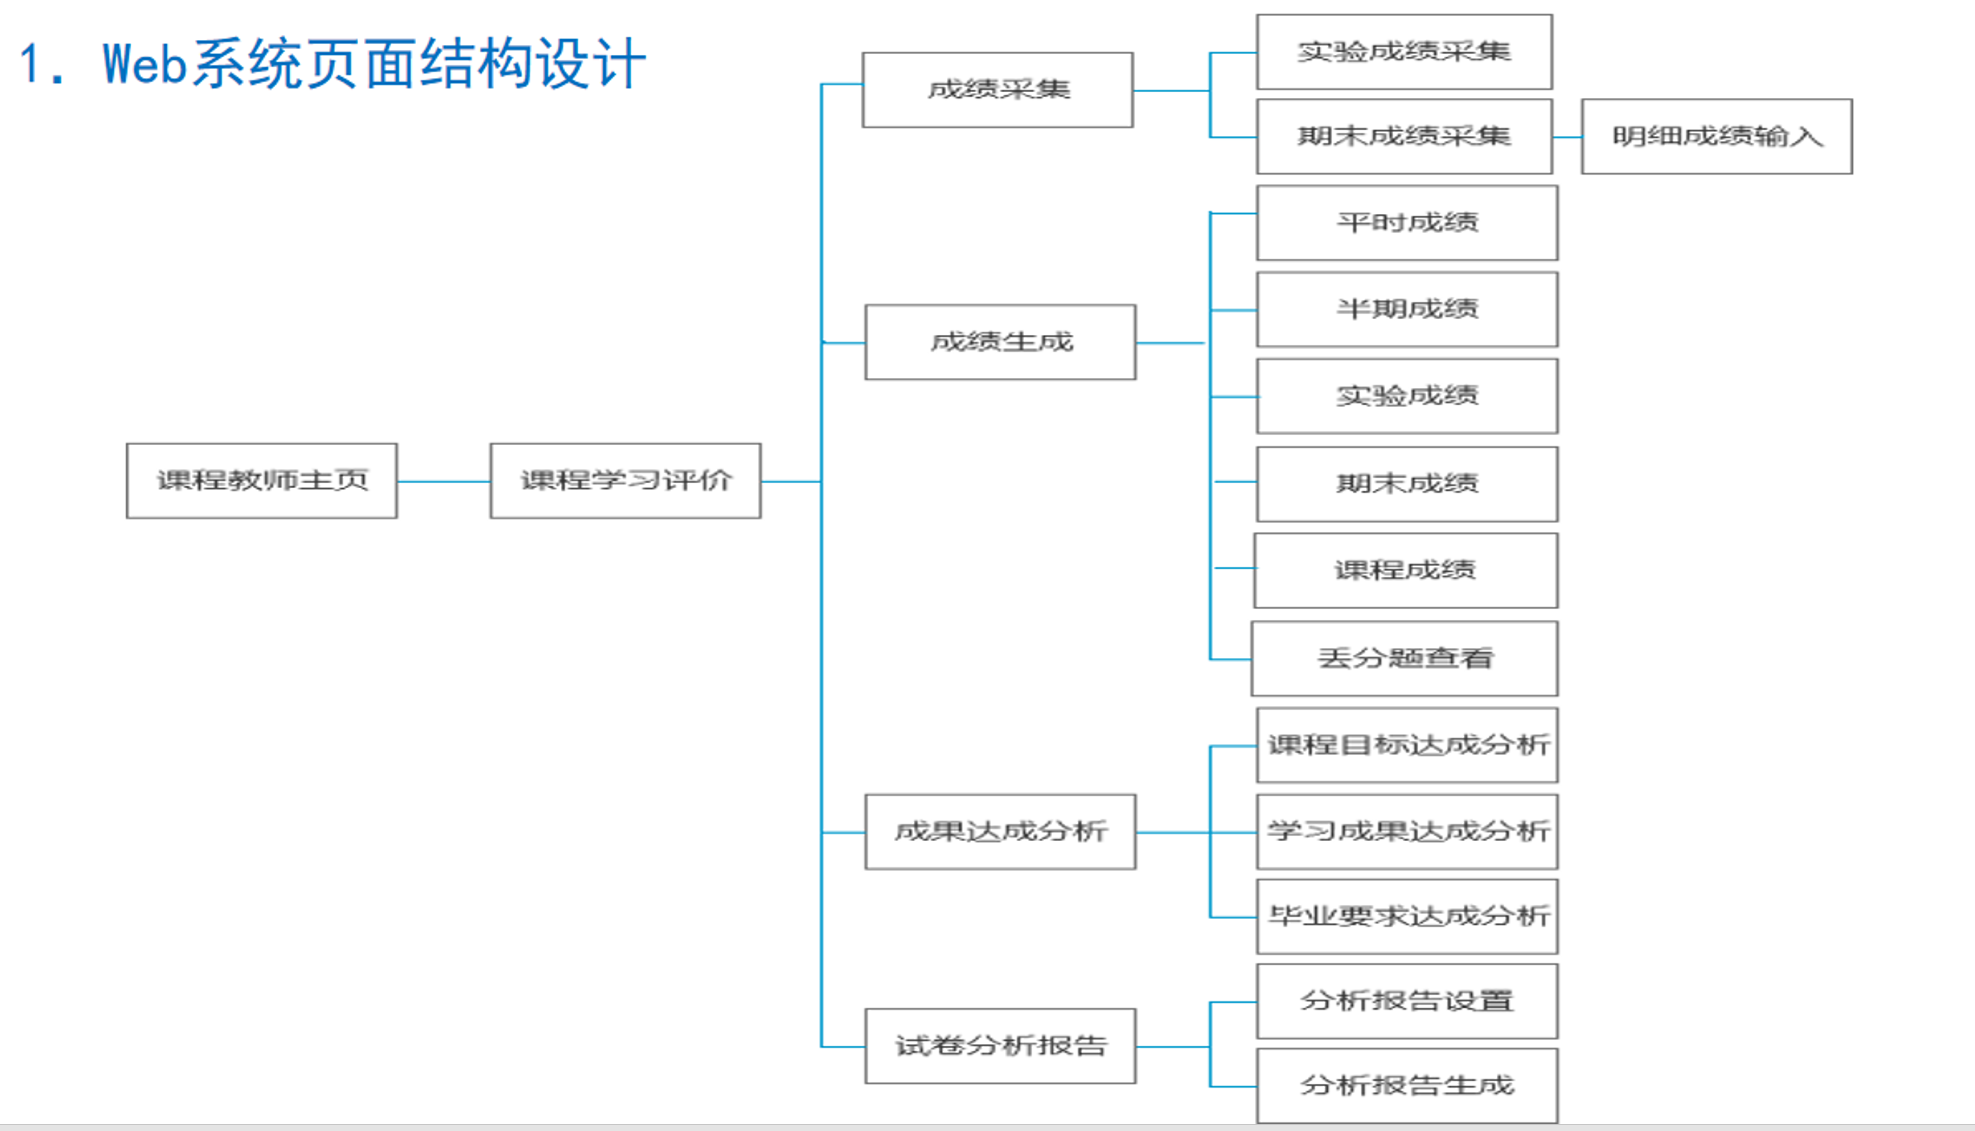 1. Web系统页面结构设计
课程教师主页
课程学习评价
成绩采集
实验成绩采集
期末成绩采集
明细成绩输入
成绩生成
平时成绩
半期成绩
实验成绩
期末成绩
课程成绩
丢分题查看
成果达成分析
课程目标达成分析
学习成果达成分析
毕业要求达成分析
试卷分析报告
分析报告设置
分析报告生成